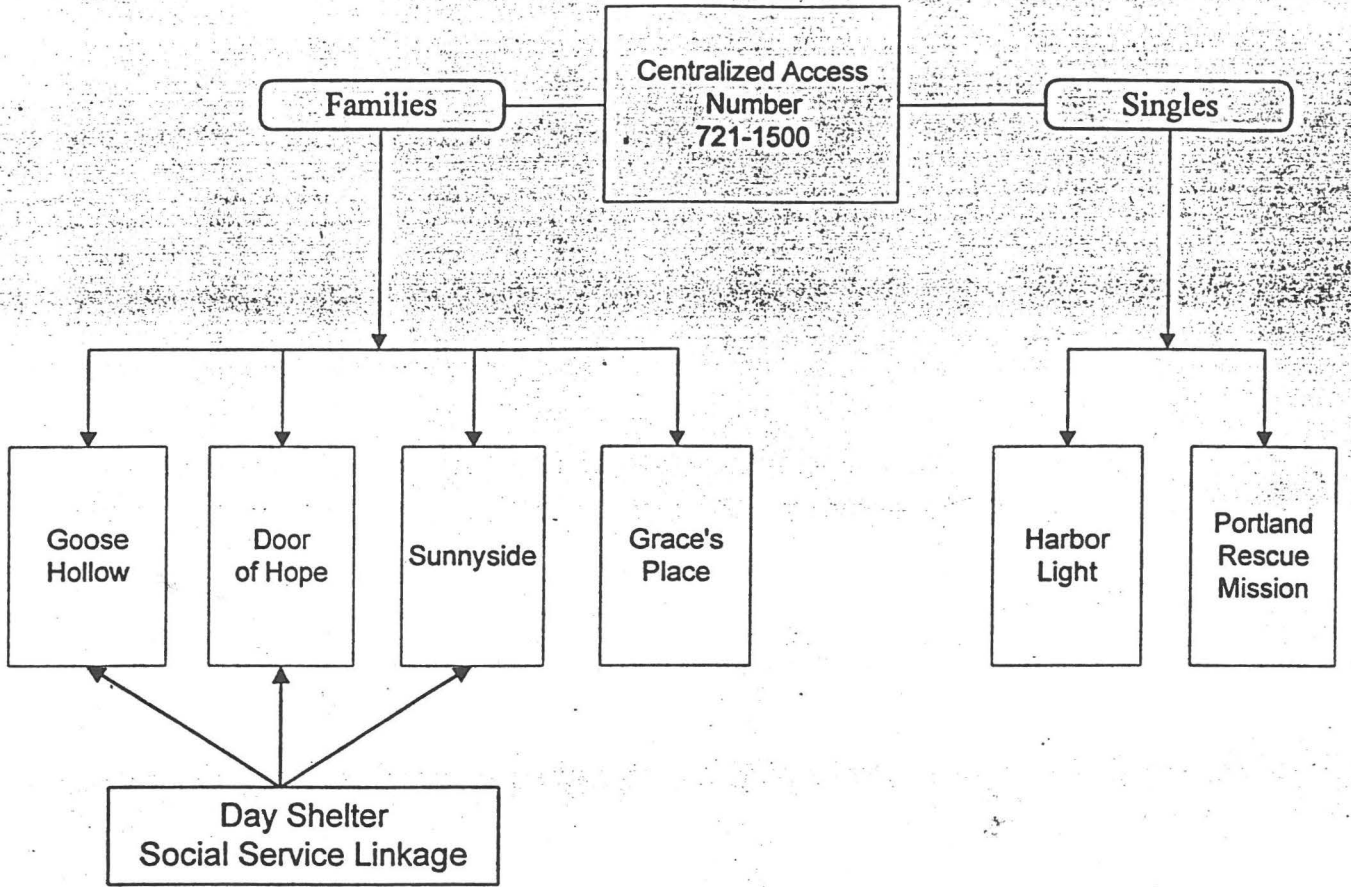 Centralized Access
Number
721-1500
Families
Singles
Goose
Hollow
Door
of Hope
Sunnyside
Grace's
Place
Harbor
Light
Portland
Rescue
Mission
Day Shelter
Social Service Linkage